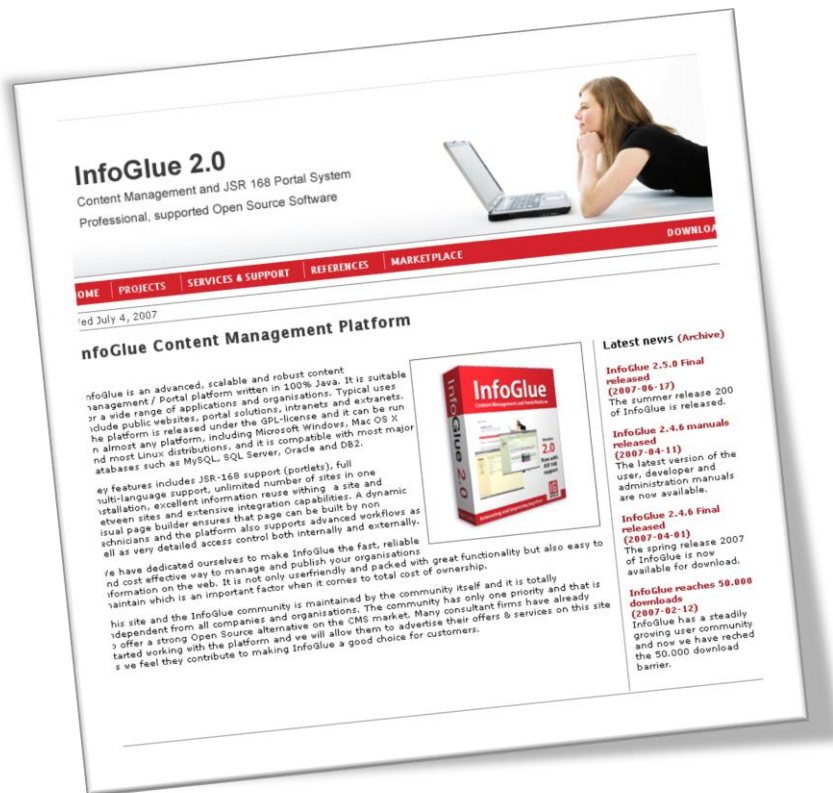 InfoGlue 2.0
Content Management and JSR 168 Portal System
Professional, supported Open Source Software
OME
PROJECTS
SERVICES & SUPPORT
REFERENCES
MARKETPLACE
DOWNLOA
ed July 4, 2007
nfoGlue Content Management Platform
nfoGlue is an advanced, scalable and robust content
anagement / Portal platform written in 100% Java. It is suitable
or a wide range of applications and organisations. Typical uses
clude public websites, portal solutions, intranets and extranets.
he platform is released under the GPL-license and it can be run
n almost any platform, including Microsoft Windows, Mac OS X
nd most Linux distributions, and it is compatible with most major
atabases such as MySQL, SQL Server, Oracle and DB2.
ey features includes JSR-168 support (portlets), full
ulti-language support, unlimited number of sites in one
nstallation, excellent information reuse withing a site and
etween sites and extensive integration capabilities. A dynamic
isual page builder ensures that page can be built by non
echnicians and the platform also supports advanced workflows as
ell as very detailed access control both internally and externally.
e have dedicated ourselves to make InfoGlue the fast, reliable
nd cost effective way to manage and publish your organisations
nformation on the web. It is not only userfriendly and packed with great functionality but also easy to
aintain which is an important factor when it comes to total cost of ownership.
his site and the InfoGlue community is maintained by the community itself and it is totally
ndependent from all companies and organisations. The community has only one priority and that is
o offer a strong Open Source alternative on the CMS market. Many consultant firms have already
tarted working with the platform and we will allow them to advertise their offers & services on this site
s we feel they contribute to making InfoGlue a good choice for customers.
InfoGlue
Content Management and Portal Platform
InfoGlue 2.0
Version
2.0
Now with
JSR 168
support
Latest news (Archive)
InfoGlue 2.5.0 Final
released
(2007-06-17)
The summer release 200
of InfoGlue is released.
InfoGlue 2.4.6 manuals
released
(2007-04-11)
The latest version of the
user, developer and
administration manuals
are now available.
InfoGlue 2.4.6 Final
released
(2007-04-01)
The spring release 2007
of InfoGlue is now
available for download.
InfoGlue reaches 50.000
downloads
(2007-02-12)
InfoGlue has a steadily
growing user community
and now we have reched
the 50.000 download
barrier.